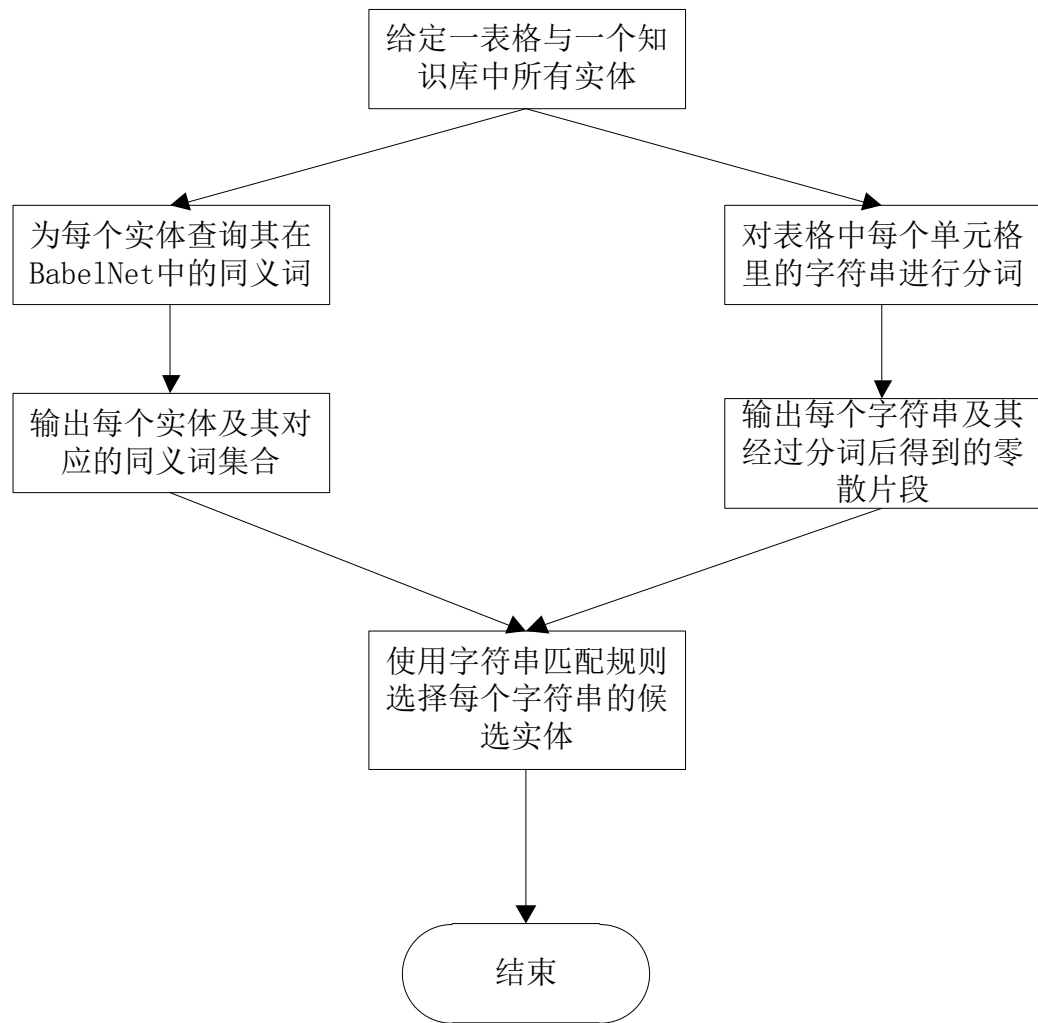 给定一表格与一个知
识库中所有实体
为每个实体查询其在
BabelNet中的同义词
对表格中每个单元格
里的字符串进行分词
输出每个实体及其对
应的同义词集合
输出每个字符串及其
经过分词后得到的零
散片段
使用字符串匹配规则
选择每个字符串的候
选实体
结束